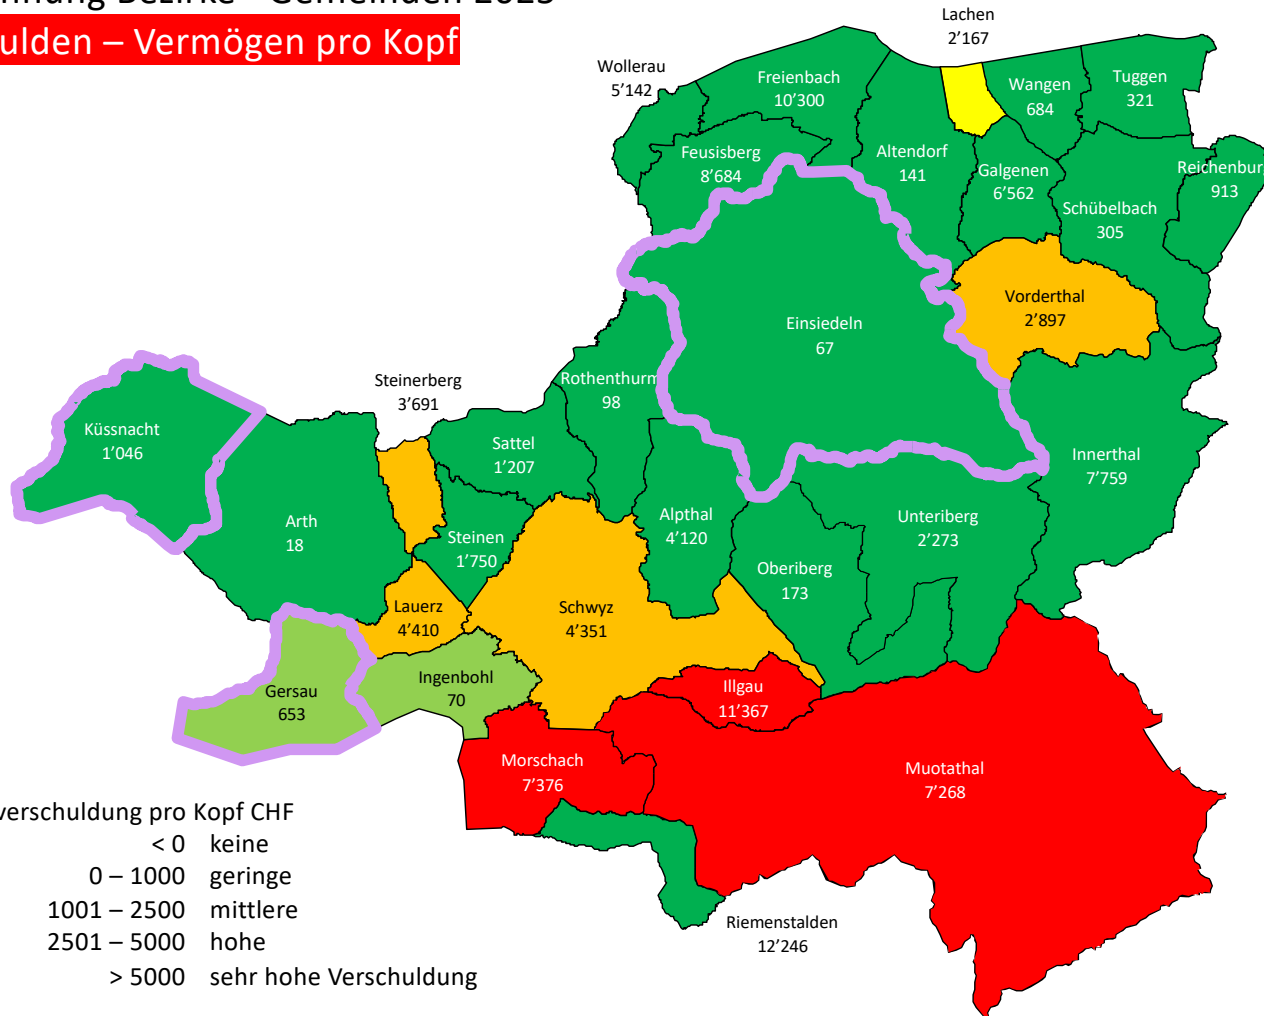 Bezirke - Gemeinden 2023
– Vermögen pro Kopf
Lachen
2’167
Wollerau
5’142
Freienbach
10’300
Wangen
684
Tuggen
321
Feusisberg
8’684
Altendorf
141
Galgenen
6’562
Reichenburg
913
Schübelbach
305
Vorderthal
2’897
Einsiedeln
67
Steinerberg
3’691
Rothenthurm
98
Küssnacht
1’046
Sattel
1’207
Innerthal
7’759
Arth
18
Steinen
1’750
Alpthal
4’120
Unteriberg
2’273
Oberiberg
173
Lauerz
4’410
Schwyz
4’351
Ingenbohl
70
Illgau
11’367
Gersau
653
Morschach
7’376
Muotathal
7’268
verschuldung pro Kopf CHF
< 0 keine
0 – 1000 geringe
1001 – 2500 mittlere
2501 – 5000 hohe
> 5000 sehr hohe Verschuldung
Riemenstalden
12’246